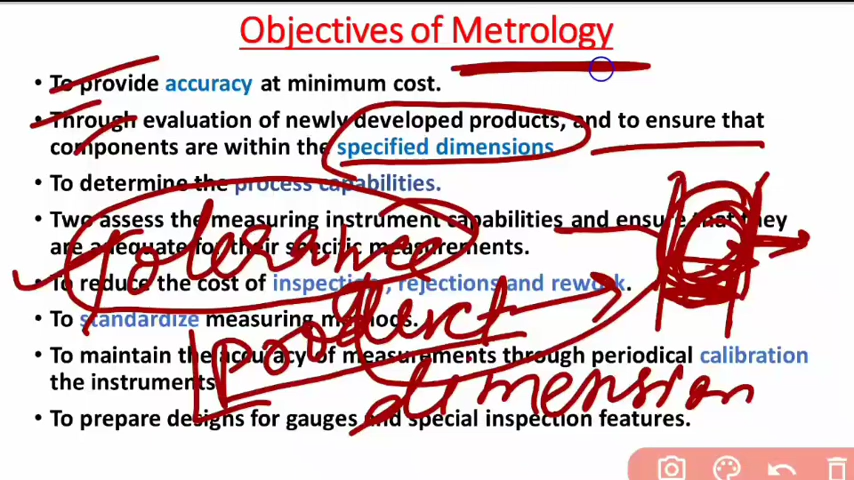 Objectives of Metrology
• To provide accuracy at minimum cost.
• Through evaluation of newly developed products, and to ensure that
components are within the specified dimensions
• To determine the process capabilities.
• Two assess the measuring instrument capabilities and ensure that they
are adequate for their specific measurements.
• To reduce the cost of inspection, rejections and rework.
• To standardize measuring methods.
• To maintain the accuracy of measurements through periodical calibration
the instruments
• To prepare designs for gauges and special inspection features.
Tolerance
product
dimension